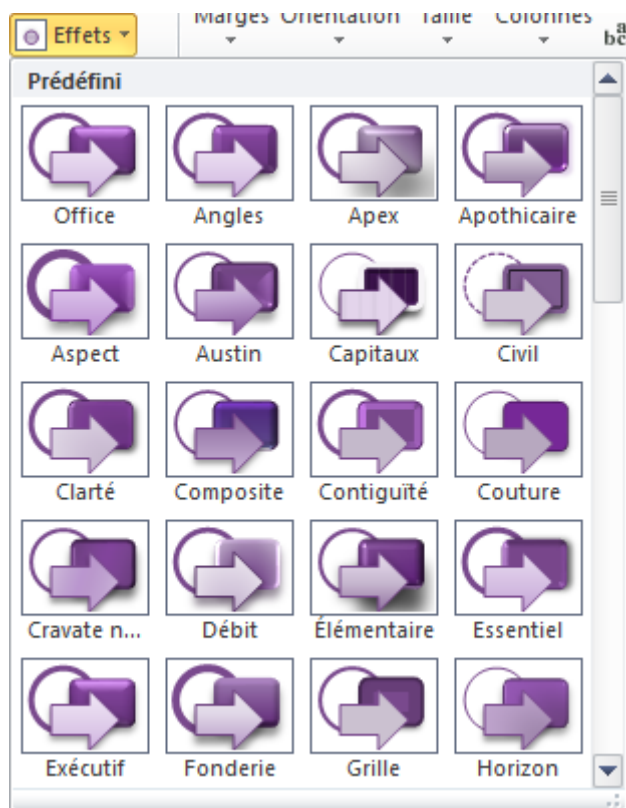 Marges Orientation Taille Colonnes
Effets
Prédéfini
Office Angles Apex Apothicaire
Aspect Austin Capitaux Civil
Clarté Composite Contiguïté Couture
Cravate n... Débit Élémentaire Essentiel
Exécutif Fonderie Grille Horizon